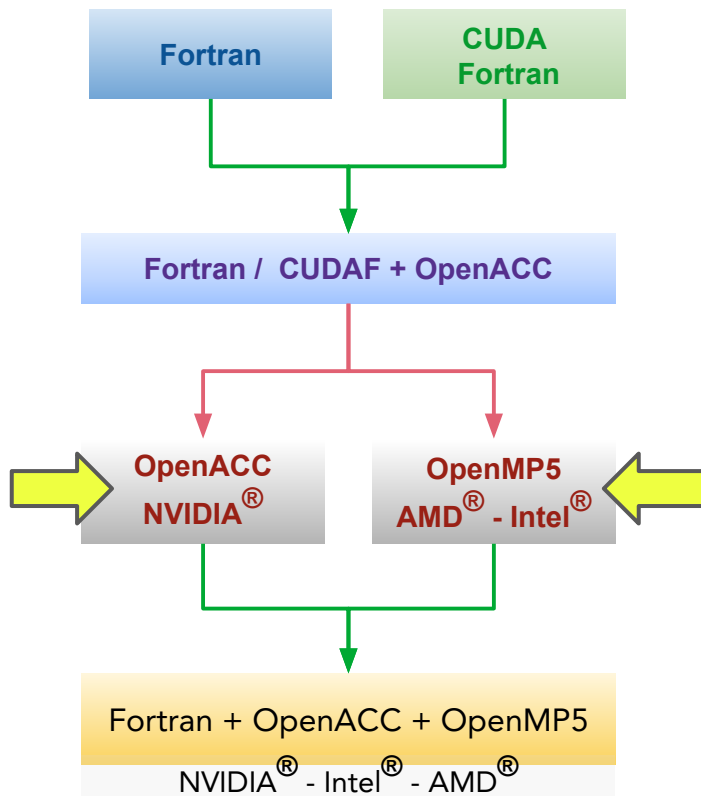 Fortran
CUDA
Fortran
Fortran / CUDAF + OpenACC
OpenACC
NVIDIA®
OpenMP5
AMD® - Intel®
Fortran + OpenACC + OpenMP5
NVIDIA® - Intel® - AMD®